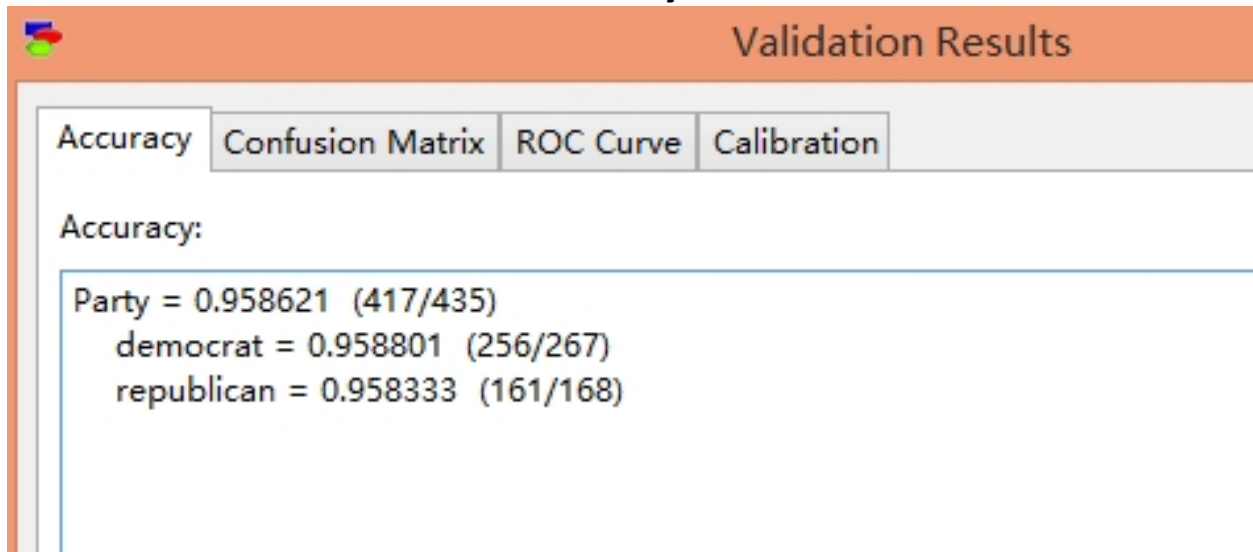 Validation Results
Accuracy Confusion Matrix ROC Curve Calibration
Accuracy:
Party = 0.958621 (417/435)
democrat = 0.958801 (256/267)
republican = 0.958333 (161/168)